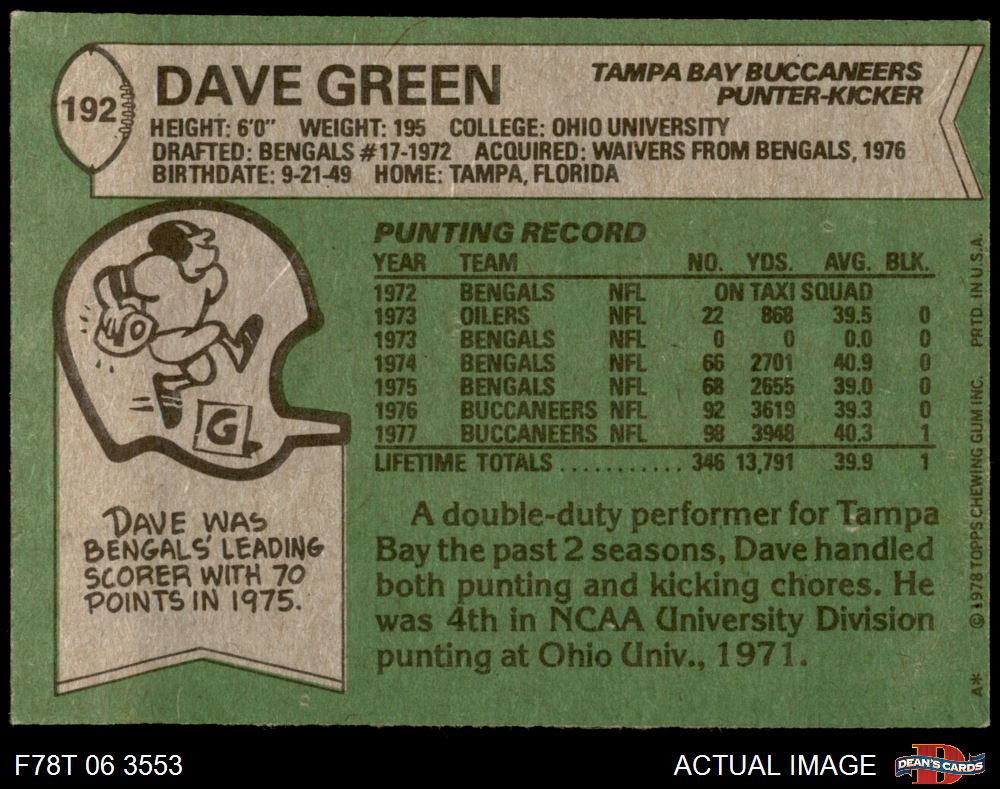 192
DAVE GREEN
TAMPA BAY BUCCANEERS
PUNTER-KICKER
HEIGHT: 6'0" WEIGHT: 195 COLLEGE: OHIO UNIVERSITY
DRAFTED: BENGALS #17-1972 ACQUIRED: WAIVERS FROM BENGALS, 1976
BIRTHDATE: 9-21-49 HOME: TAMPA, FLORIDA
70
G
DAVE WAS
BENGALS' LEADING
SCORER WITH 70
POINTS IN 1975.
PUNTING RECORD
YEAR TEAM NO. YDS. AVG. BLK.
1972 BENGALS NFL ON TAXI SQUAD
1973 OILERS NFL 22 868 39.5 0
1973 BENGALS NFL 0 0 0.0 0
1974 BENGALS NFL 66 2701 40.9 0
1975 BENGALS NFL 68 2655 39.0 0
1976 BUCCANEERS NFL 92 3619 39.3 0
1977 BUCCANEERS NFL 98 3948 40.3 1
LIFETIME TOTALS ........... 346 13,791 39.9 1
A double-duty performer for Tampa
Bay the past 2 seasons, Dave handled
both punting and kicking chores. He
was 4th in NCAA University Division
punting at Ohio Univ., 1971.
A* © 1978 TOPPS CHEWING GUM INC. PRTD IN U.S.A.
F78T 06 3553
ACTUAL IMAGE
D
DEAN'S CARDS